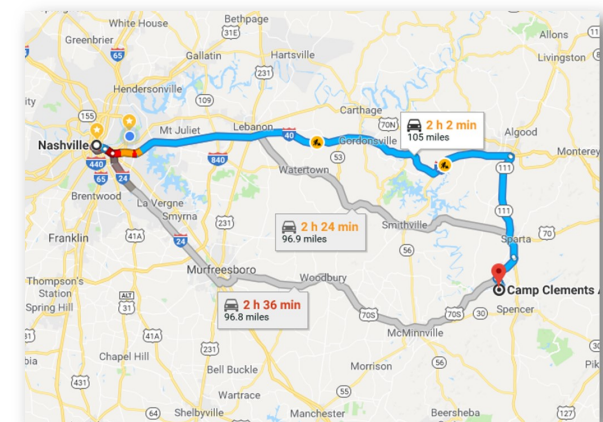 White House
Bethpage
31E
Greenbrier
65
Allons
Gallatin
Hartsville
Livingston
231
Hendersonville
109
155
Carthage
70N
2 h 2 min
105 miles
Algood
Mt Juliet
Lebanon
40
Gordonsville
Nashville
53
Monterey
440
840
Watertown
111
65
24
Brentwood
La Vergne
111
Smyrna
2 h 24 min
96.9 miles
Smithville
70
41A
231
Sparta
Franklin
24
56
Murfreesboro
Woodbury
Camp Clements
Thompson's
Station
2 h 36 min
96.8 miles
Spring Hill
ALT
31
41A
70S
70S
30
Spencer
McMinnville
Chapel Hill
231
Morrison
56
Bell Buckle
431
55
Wartrace
64
Shelbyville
Manchester
Beersheba
127